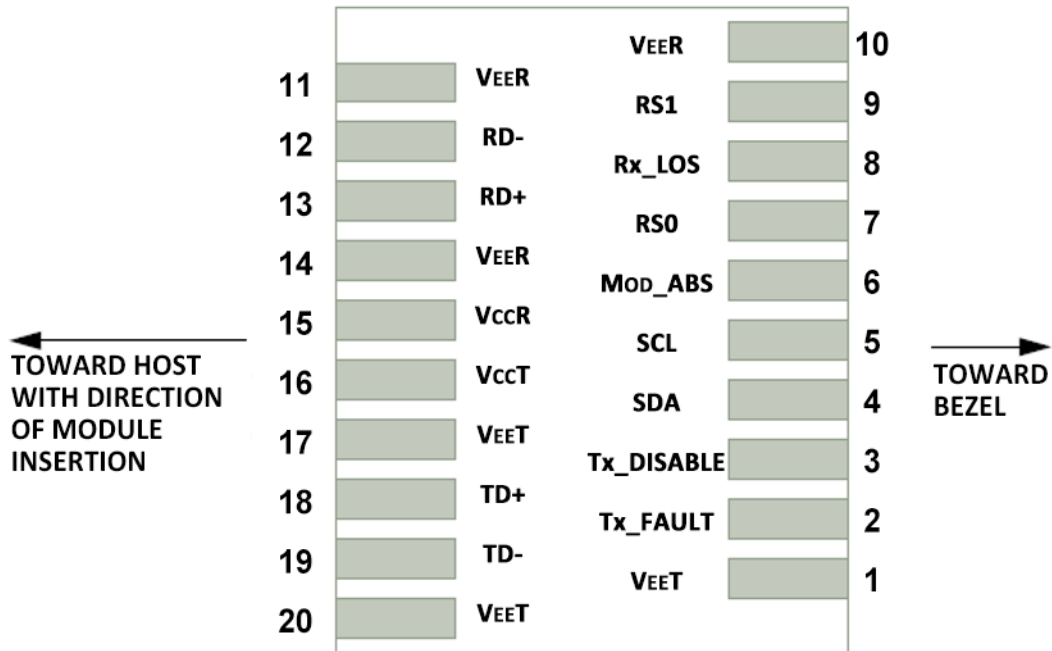 VEER 10
11 VEER
RS1 9
12 RD-
Rx_LOS 8
13 RD+
RS0 7
14 VEER
MOD_ABS 6
15 VCCR
SCL 5
TOWARD HOST
WITH DIRECTION
OF MODULE
INSERTION
TOWARD
BEZEL
16 VCCT
SDA 4
17 VEET
Tx_DISABLE 3
18 TD+
Tx_FAULT 2
19 TD-
VEET 1
20 VEET